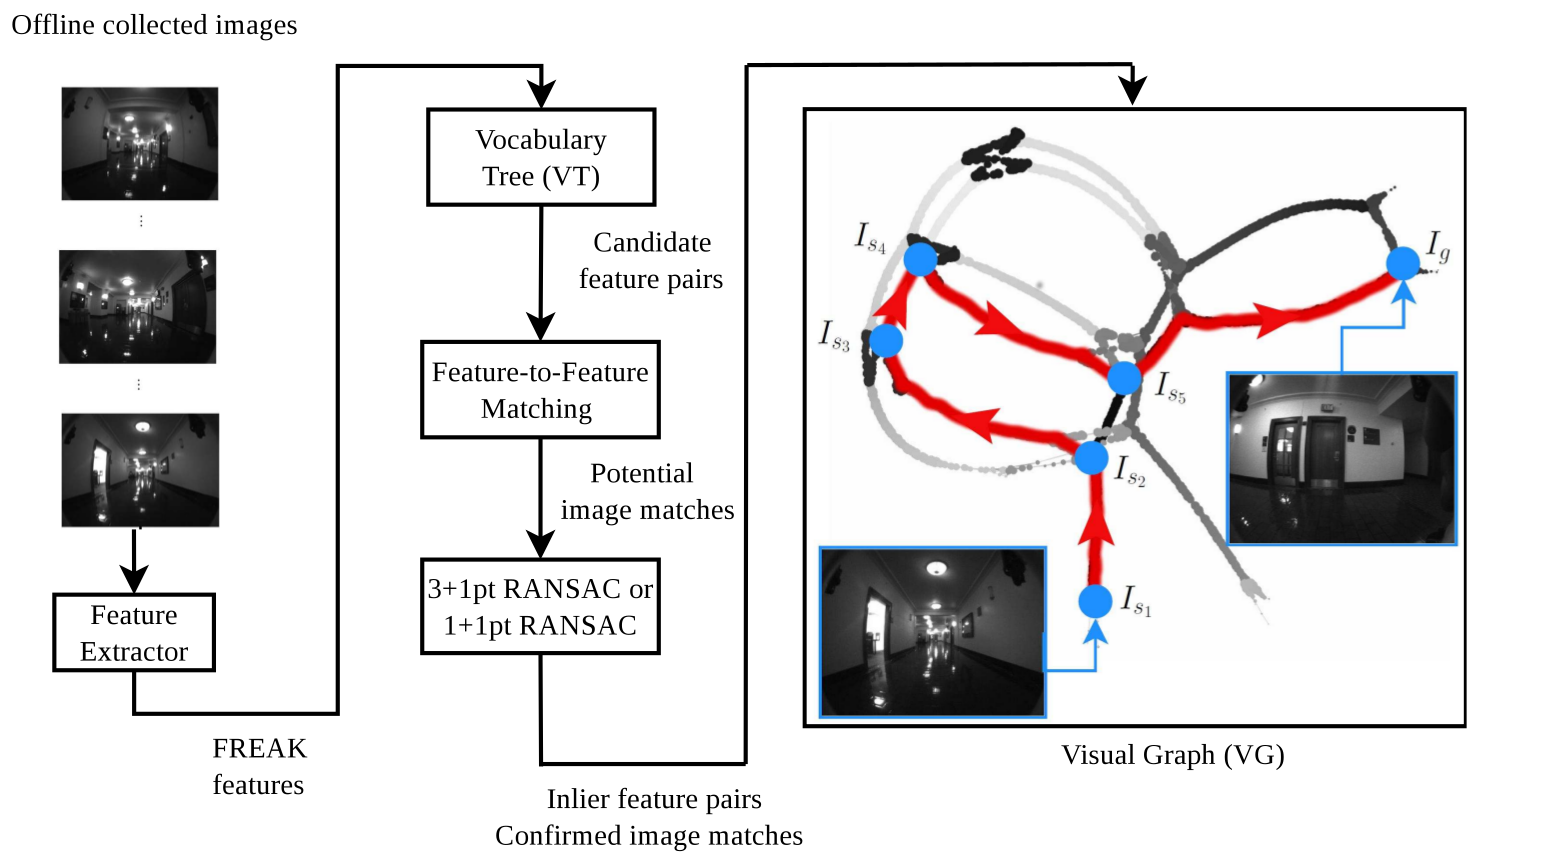 Offline collected images
...
...
Feature
Extractor
FREAK
features
Vocabulary
Tree (VT)
Candidate
feature pairs
Feature-to-Feature
Matching
Potential
image matches
3+1pt RANSAC or
1+1pt RANSAC
Inlier feature pairs
Confirmed image matches
I_{s_4}
I_g
I_{s_3}
I_{s_5}
I_{s_2}
I_{s_1}
Visual Graph (VG)